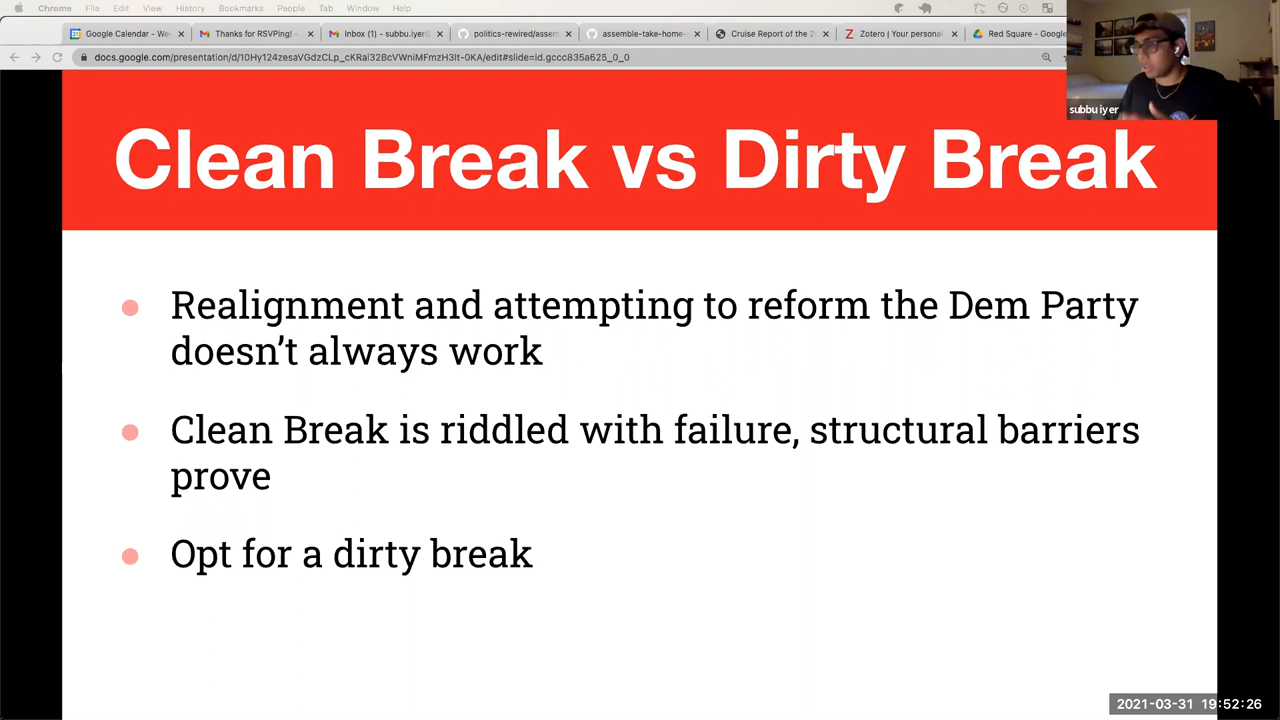 Chrome File Edit View History Bookmarks People Tab Window Help
Google Calendar - We Thanks for RSVPing! - Inbox (1) - subbu.iyer@ politics-rewired/assem assemble-take-home- Cruise Report of the 2 Zotero | Your persona Red Square - Google
docs.google.com/presentation/d/10Hy124zesaVGdzCLp_cKRai32BcVWniMFmzH3It-0KA/edit#slide=id.gccc835a625_0_0
subbu iyer
Clean Break vs Dirty Break
● Realignment and attempting to reform the Dem Party
doesn’t always work
● Clean Break is riddled with failure, structural barriers
prove
● Opt for a dirty break
2021-03-31 19:52:26